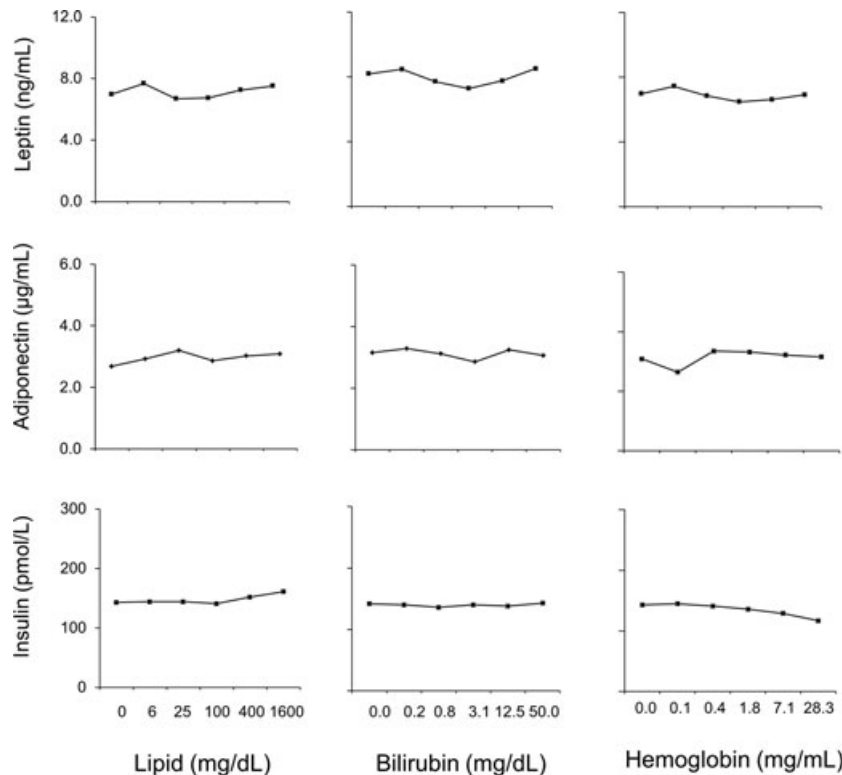 12.0
8.0
4.0
0.0
Leptin (ng/mL)
6.0
4.0
2.0
0.0
Adiponectin (µg/mL)
300
200
100
0
Insulin (pmol/L)
0 6 25 100 400 1600
0.0 0.2 0.8 3.1 12.5 50.0
0.0 0.1 0.4 1.8 7.1 28.3
Lipid (mg/dL)
Bilirubin (mg/dL)
Hemoglobin (mg/mL)